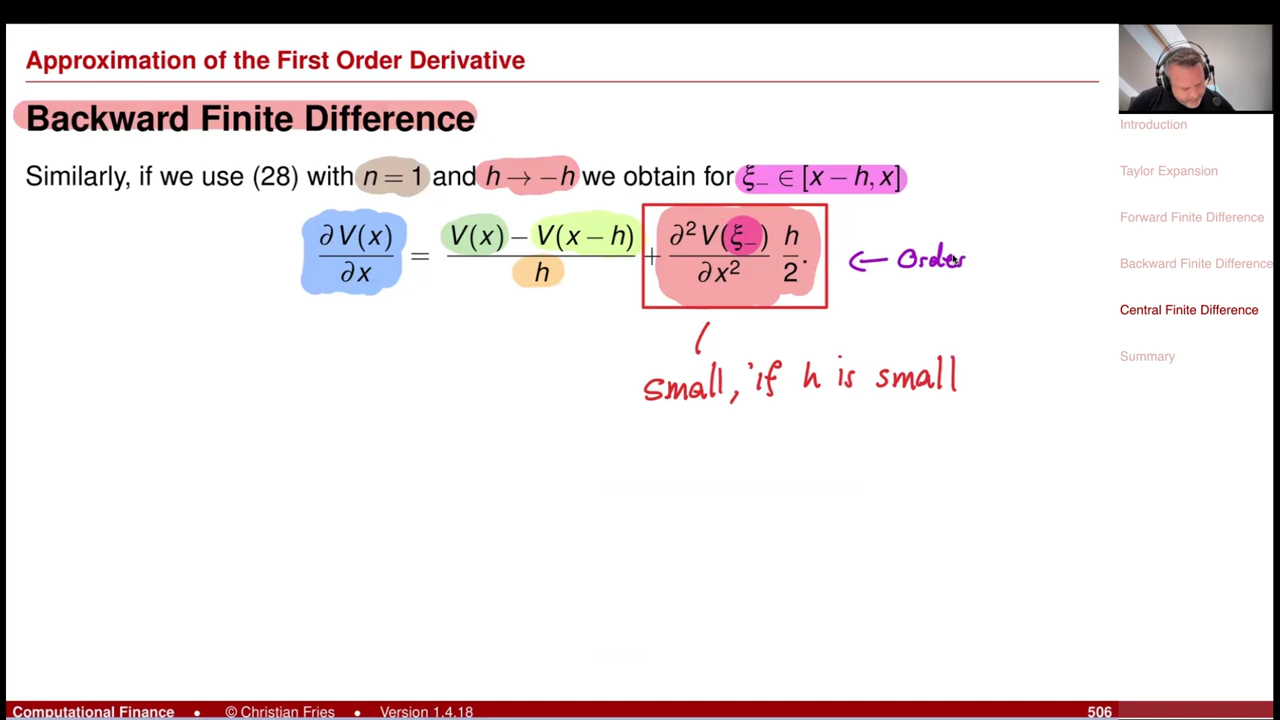 Approximation of the First Order Derivative
Backward Finite Difference
Similarly, if we use (28) with n = 1 and h → −h we obtain for ξ₋ ∈ [x − h, x]
∂V(x)/∂x = (V(x) − V(x − h))/h + ∂²V(ξ₋)/∂x² h/2.
← Order
small, if h is small
Introduction
Taylor Expansion
Forward Finite Difference
Backward Finite Difference
Central Finite Difference
Summary
Computational Finance • © Christian Fries • Version 1.4.18 506